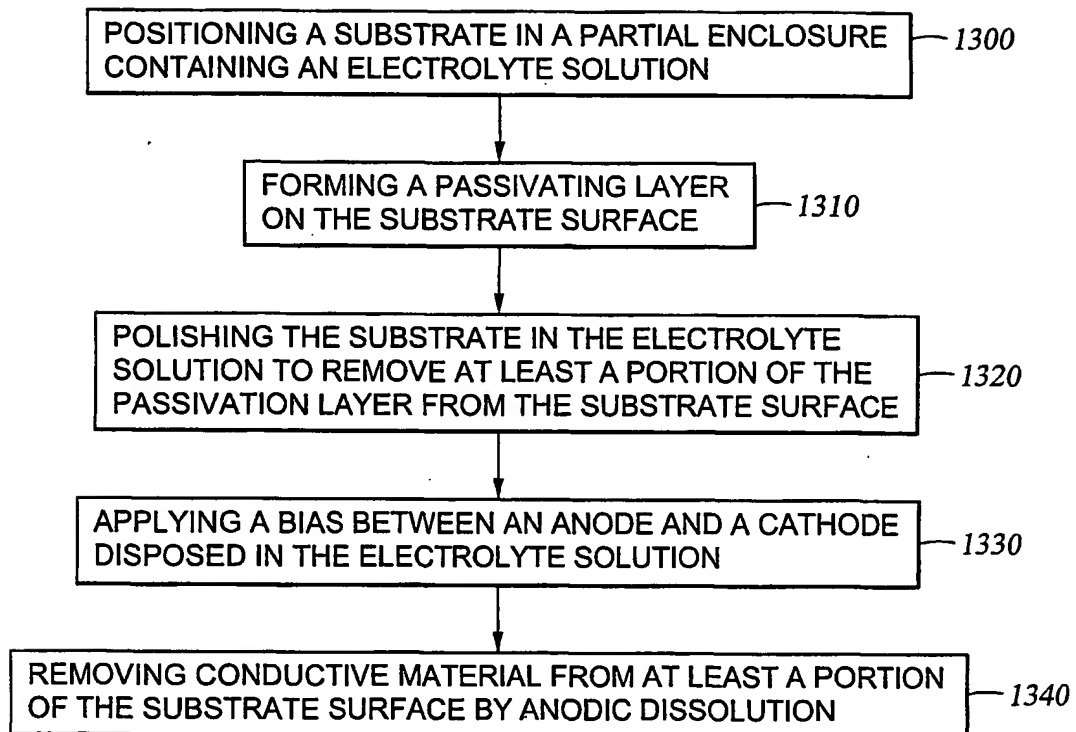 POSITIONING A SUBSTRATE IN A PARTIAL ENCLOSURE
CONTAINING AN ELECTROLYTE SOLUTION
1300
FORMING A PASSIVATING LAYER
ON THE SUBSTRATE SURFACE
1310
POLISHING THE SUBSTRATE IN THE ELECTROLYTE
SOLUTION TO REMOVE AT LEAST A PORTION OF THE
PASSIVATION LAYER FROM THE SUBSTRATE SURFACE
1320
APPLYING A BIAS BETWEEN AN ANODE AND A CATHODE
DISPOSED IN THE ELECTROLYTE SOLUTION
1330
REMOVING CONDUCTIVE MATERIAL FROM AT LEAST A PORTION
OF THE SUBSTRATE SURFACE BY ANODIC DISSOLUTION
1340